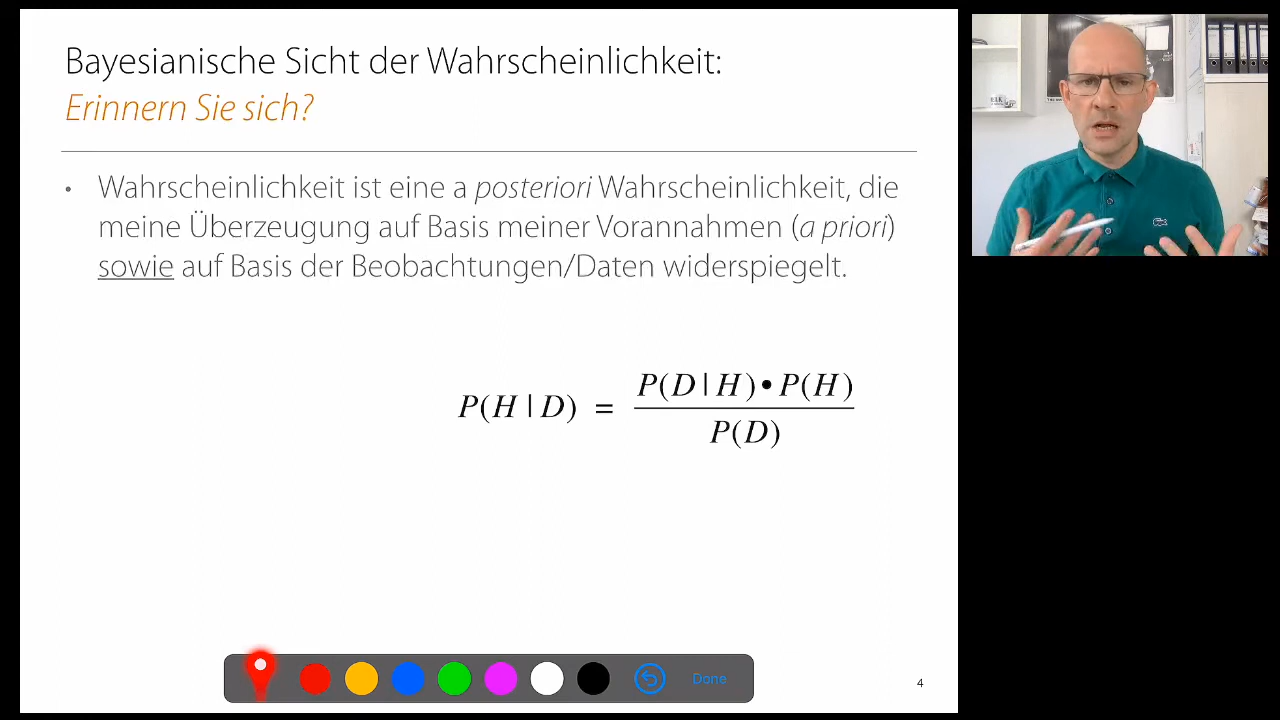 Bayesianische Sicht der Wahrscheinlichkeit:
Erinnern Sie sich?
• Wahrscheinlichkeit ist eine a posteriori Wahrscheinlichkeit, die
meine Überzeugung auf Basis meiner Vorannahmen (a priori)
sowie auf Basis der Beobachtungen/Daten widerspiegelt.
P(H | D) = P(D | H) • P(H) / P(D)
Done
4